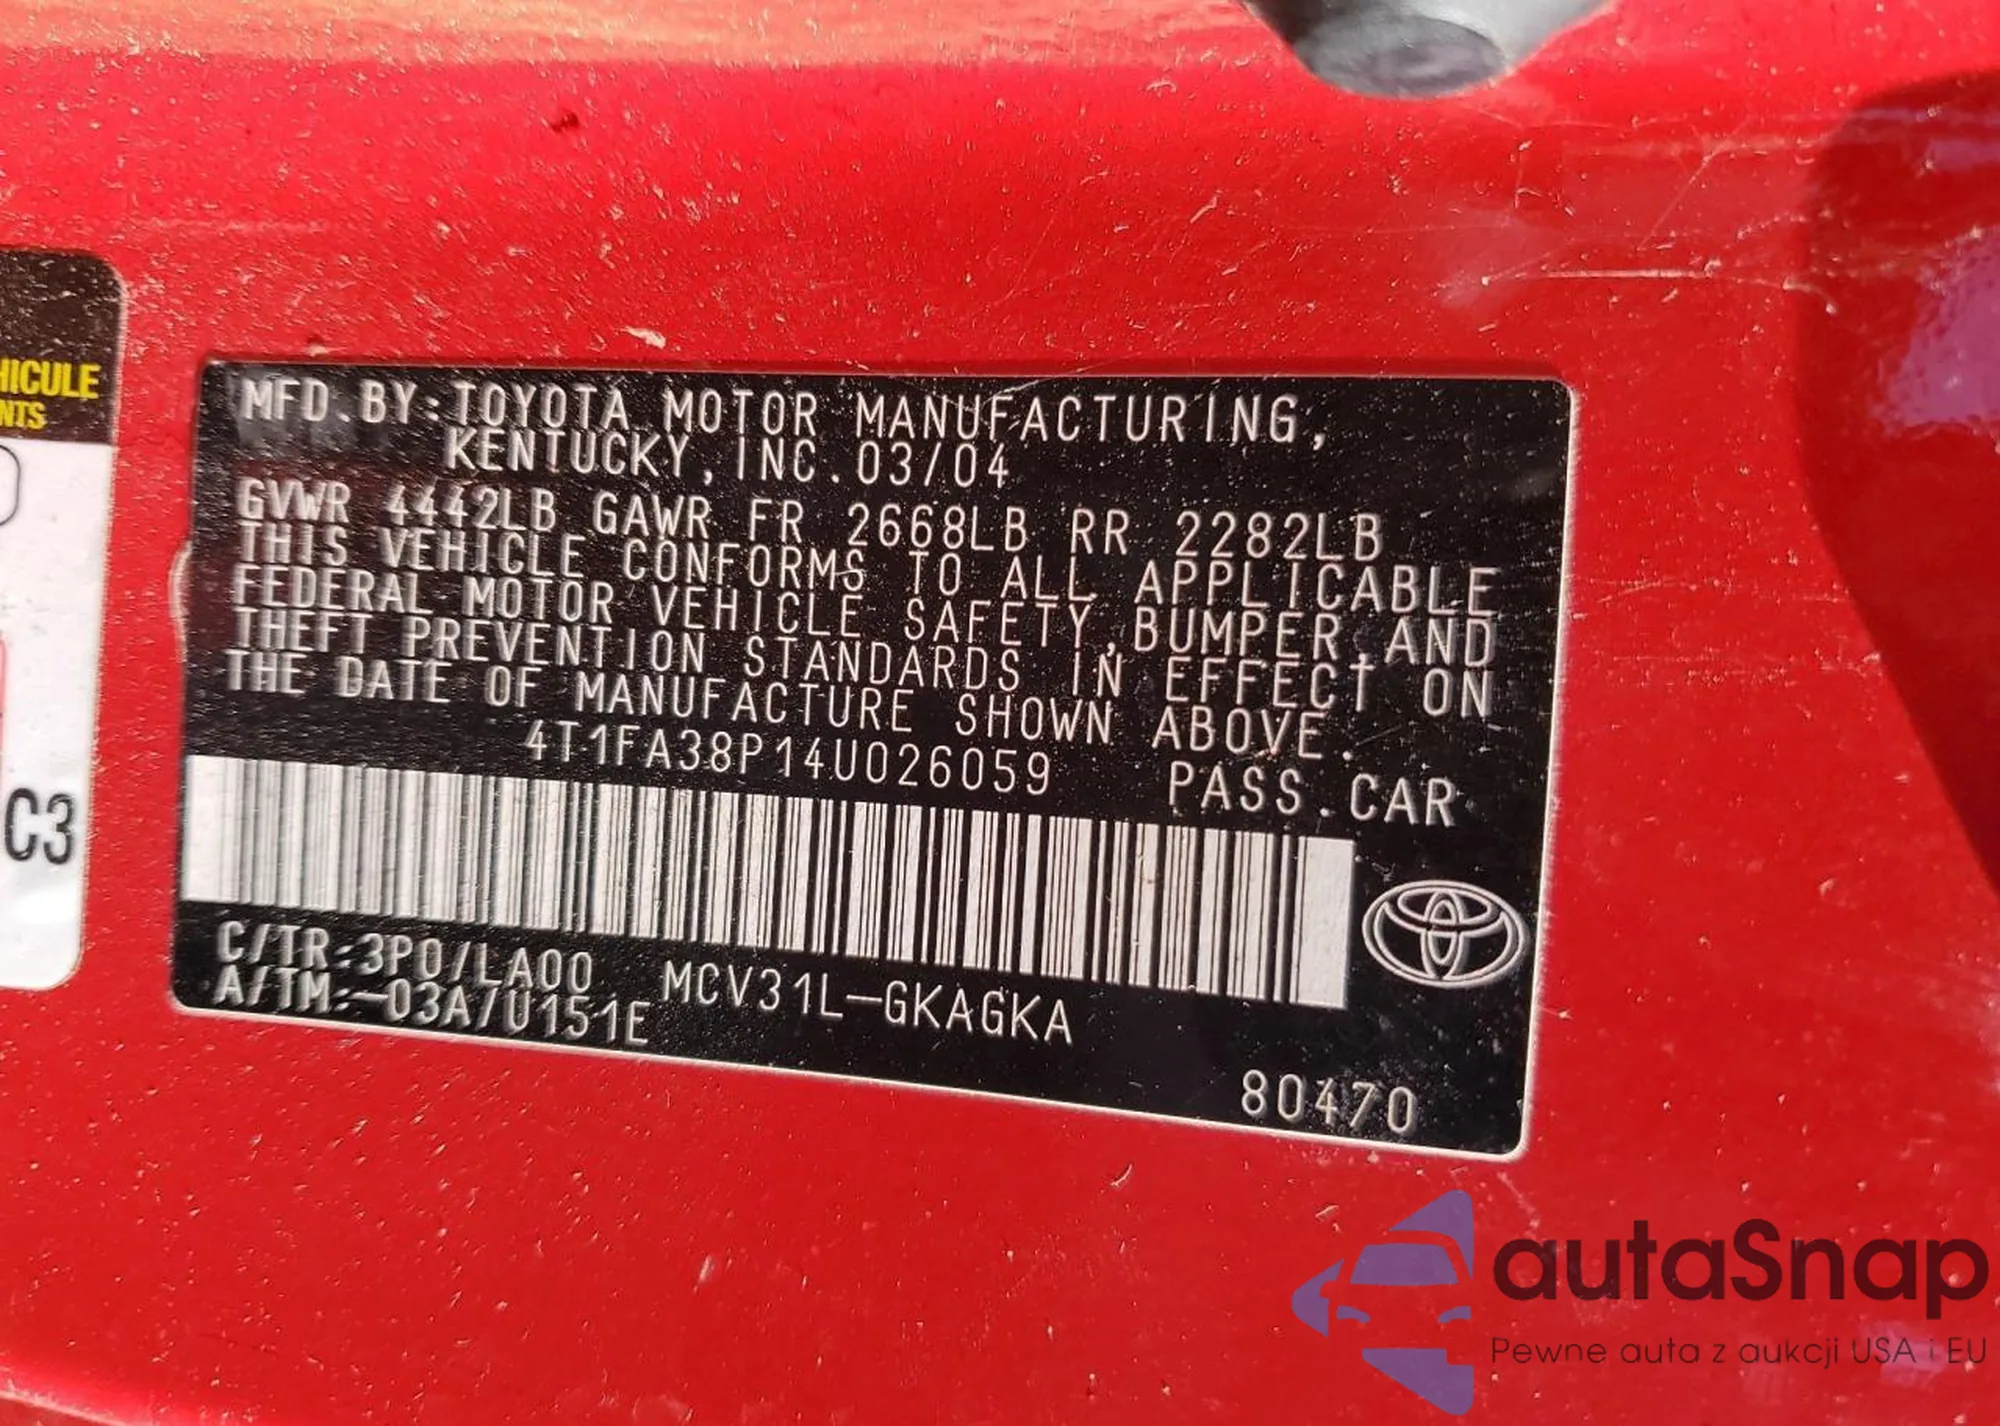 HICULE
NTS
C3
MFD.BY:TOYOTA MOTOR MANUFACTURING,
KENTUCKY,INC.03/04
GVWR 4442LB GAWR FR 2668LB RR 2282LB
THIS VEHICLE CONFORMS TO ALL APPLICABLE
FEDERAL MOTOR VEHICLE SAFETY,BUMPER,AND
THEFT PREVENTION STANDARDS IN EFFECT ON
THE DATE OF MANUFACTURE SHOWN ABOVE.
4T1FA38P14U026059 PASS.CAR
C/TR:3P0/LA00 MCV31L-GKAGKA
A/TM:-03A/U151E
80470
autaSnap
Pewne auta z aukcji USA i EU